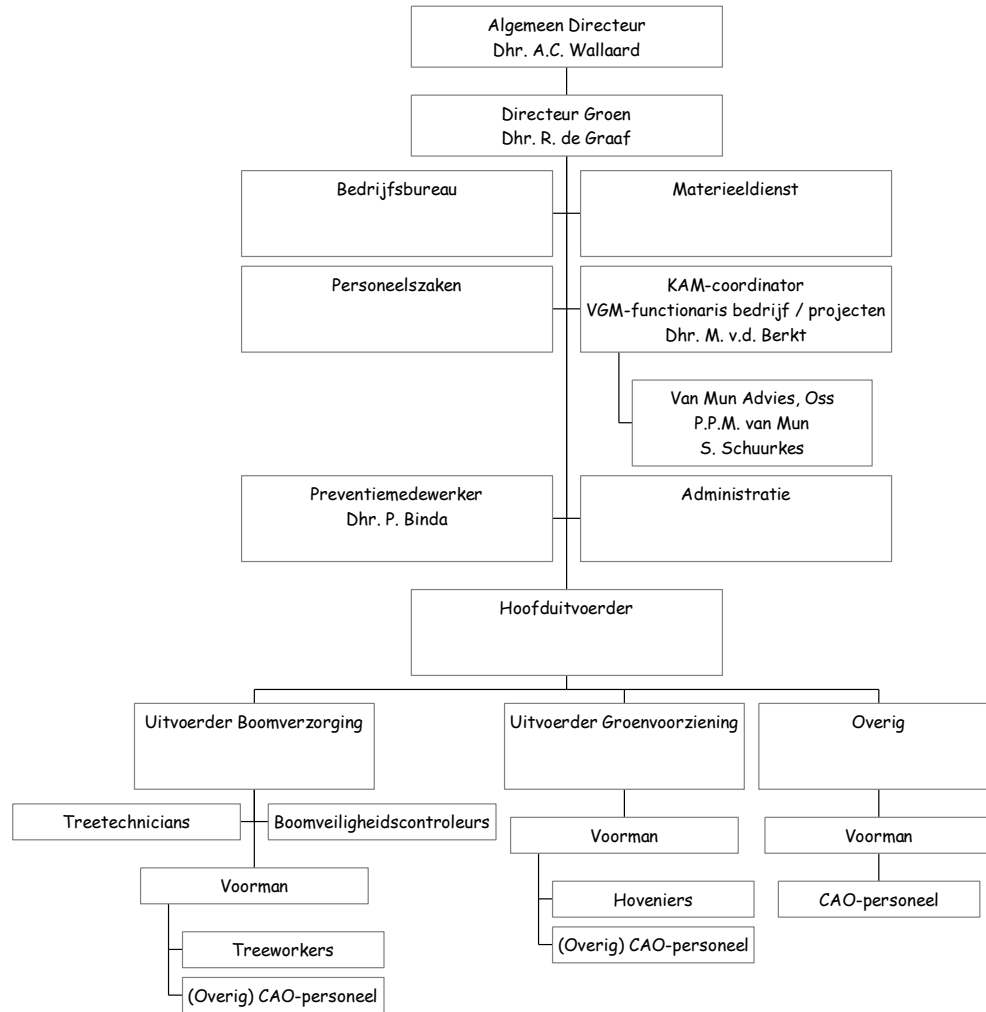 Algemeen Directeur
Dhr. A.C. Wallaard
Directeur Groen
Dhr. R. de Graaf
Bedrijfsbureau
Materieeldienst
Personeelszaken
KAM-coordinator
VGM-functionaris bedrijf / projecten
Dhr. M. v.d. Berkt
Van Mun Advies, Oss
P.P.M. van Mun
S. Schuurkes
Preventiemedewerker
Dhr. P. Binda
Administratie
Hoofduitvoerder
Uitvoerder Boomverzorging
Uitvoerder Groenvoorziening
Overig
Treetechnicians
Boomveiligheidscontroleurs
Voorman
Treeworkers
(Overig) CAO-personeel
Voorman
Hoveniers
(Overig) CAO-personeel
Voorman
CAO-personeel